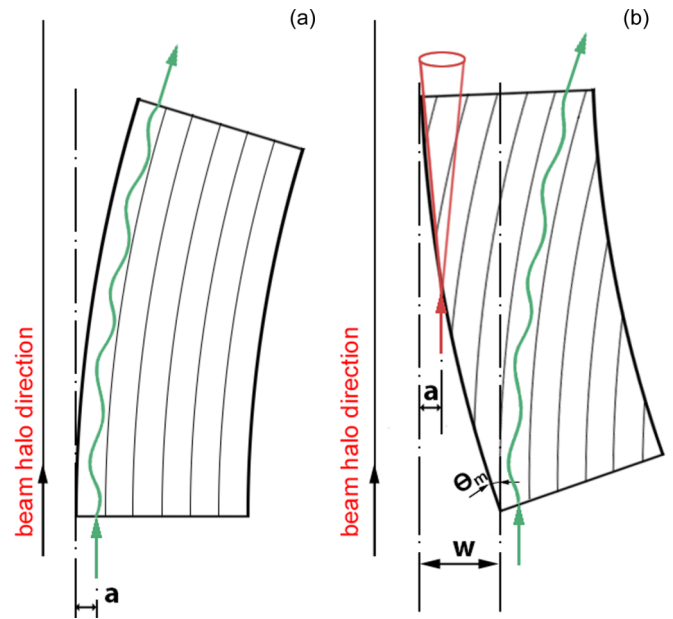 (a)
(b)
beam halo direction
beam halo direction
a
a
Θm
w